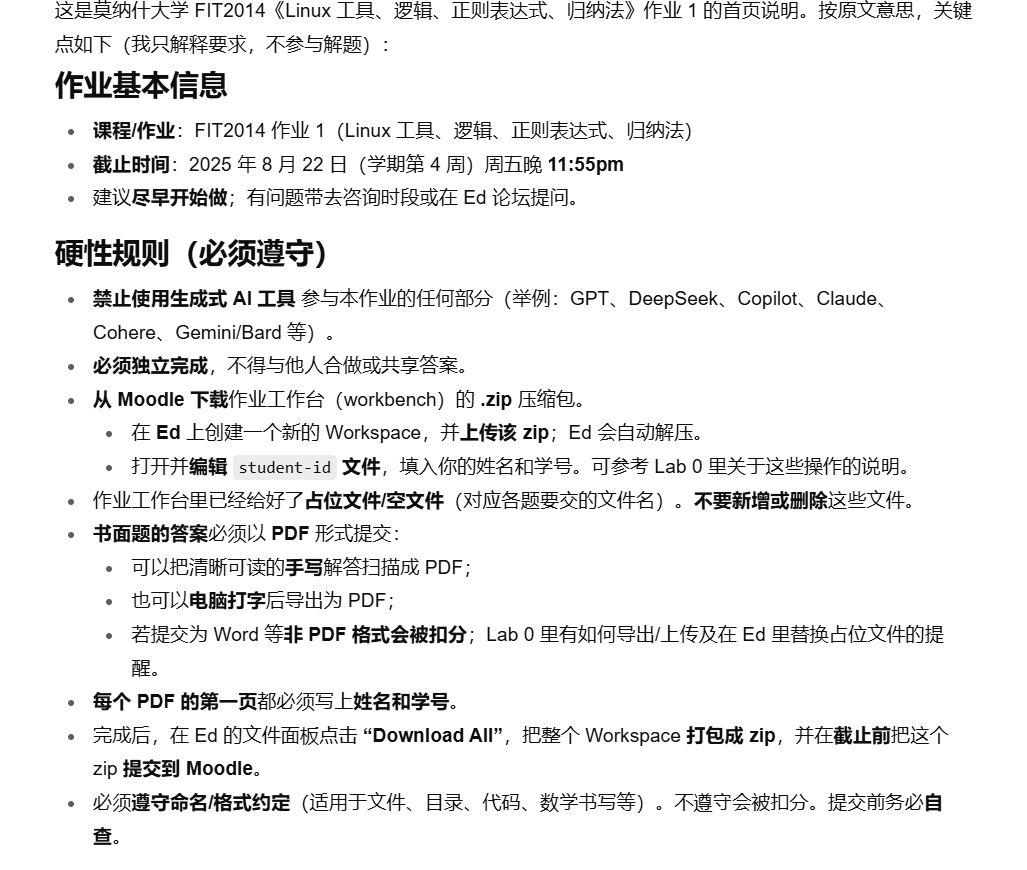 这是莫纳什大学 FIT2014《Linux 工具、逻辑、正则表达式、归纳法》作业 1 的首页说明。按原文意思，关键
点如下（我只解释要求，不参与解题）：
作业基本信息
课程/作业：FIT2014 作业 1（Linux 工具、逻辑、正则表达式、归纳法）
截止时间：2025 年 8 月 22 日（学期第 4 周）周五晚 11:55pm
建议尽早开始做；有问题带去咨询时段或在 Ed 论坛提问。
硬性规则（必须遵守）
禁止使用生成式 AI 工具 参与本作业的任何部分（举例：GPT、DeepSeek、Copilot、Claude、
Cohere、Gemini/Bard 等）。
必须独立完成，不得与他人合做或共享答案。
从 Moodle 下载作业工作台（workbench）的 .zip 压缩包。
在 Ed 上创建一个新的 Workspace，并上传该 zip；Ed 会自动解压。
打开并编辑 student-id 文件，填入你的姓名和学号。可参考 Lab 0 里关于这些操作的说明。
作业工作台里已经给好了占位文件/空文件（对应各题要交的文件名）。不要新增或删除这些文件。
书面题的答案必须以 PDF 形式提交：
可以把清晰可读的手写解答扫描成 PDF；
也可以电脑打字后导出为 PDF；
若提交为 Word 等非 PDF 格式会被扣分；Lab 0 里有如何导出/上传及在 Ed 里替换占位文件的提
醒。
每个 PDF 的第一页都必须写上姓名和学号。
完成后，在 Ed 的文件面板点击 “Download All”，把整个 Workspace 打包成 zip，并在截止前把这个
zip 提交到 Moodle。
必须遵守命名/格式约定（适用于文件、目录、代码、数学书写等）。不遵守会被扣分。提交前务必自
查。